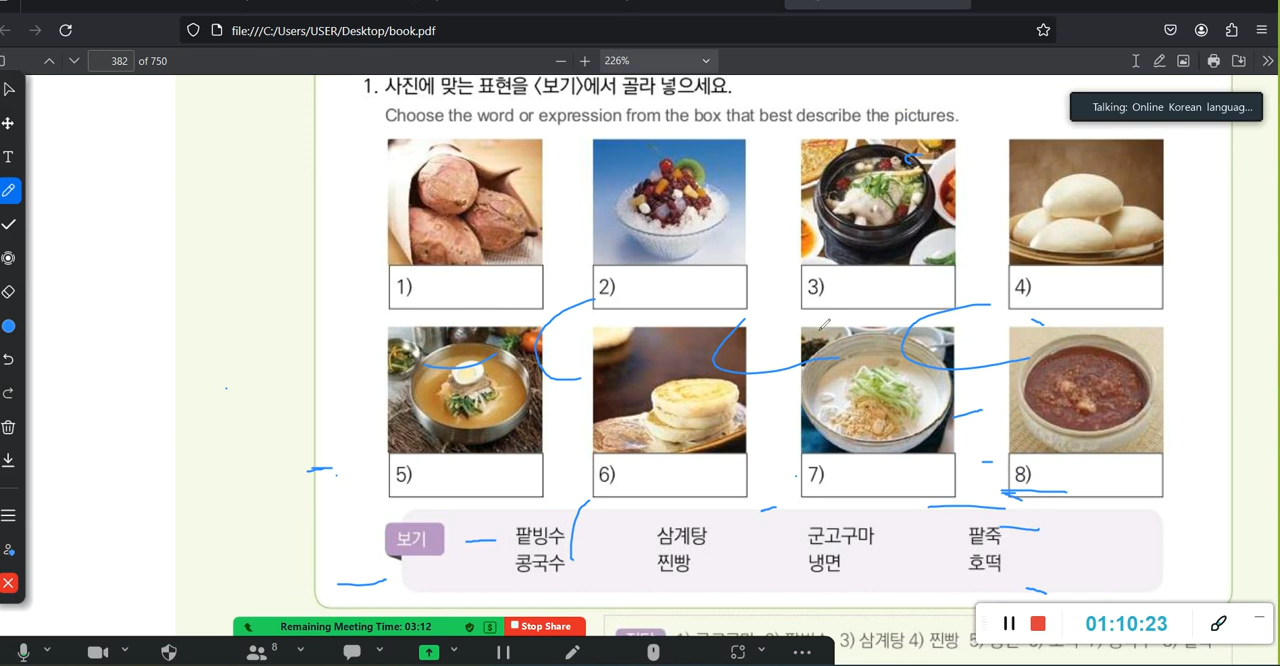 file:///C:/Users/USER/Desktop/book.pdf
382 of 750
226%
Talking: Online Korean languag...
1. 사진에 맞는 표현을 〈보기〉에서 골라 넣으세요.
Choose the word or expression from the box that best describe the pictures.
1) 2) 3) 4)
5) 6) 7) 8)
보기 팥빙수 삼계탕 군고구마 팥죽
콩국수 찐빵 냉면 호떡
Remaining Meeting Time: 03:12 Stop Share
01:10:23
3) 삼계탕 4) 찐빵
8